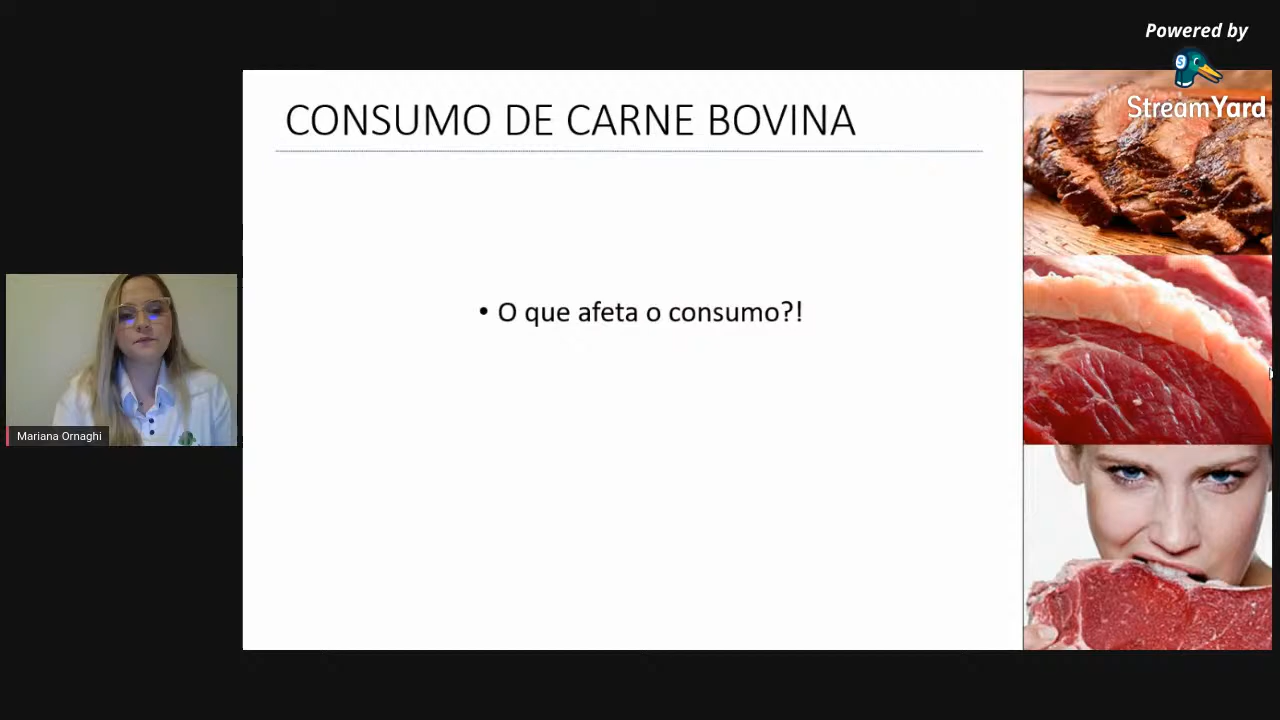 Powered by
StreamYard
CONSUMO DE CARNE BOVINA
• O que afeta o consumo?!
Mariana Ornaghi